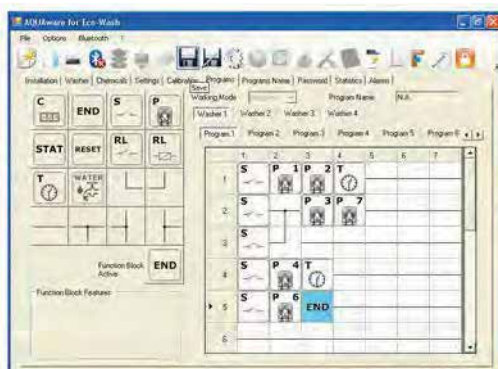 AQUAware for Eco-Wash
File Options Bluetooth ?
F
Installation Washer Chemicals Settings Calibration Programs Programs Name Password Statistics Alarms
Save
Working Mode Program Name N.A.
Washer 1 Washer 2 Washer 3 Washer 4
Program 1 Program 2 Program 3 Program 4 Program 5 Program 6
C END S P
STAT RESET RL RL
T WATER
Function Block Active END
Function Block Features
1 2 3 4 5 6 7
1 S P 1 P 2 T
2 S P 3 P 7
3 S
4 S P 4 T
5 S P 6 END
6